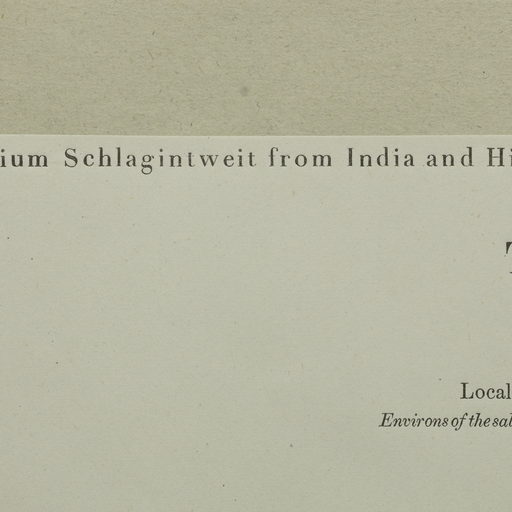 ium Schlagintweit from India and Hi
T
Local
Environs of the sal